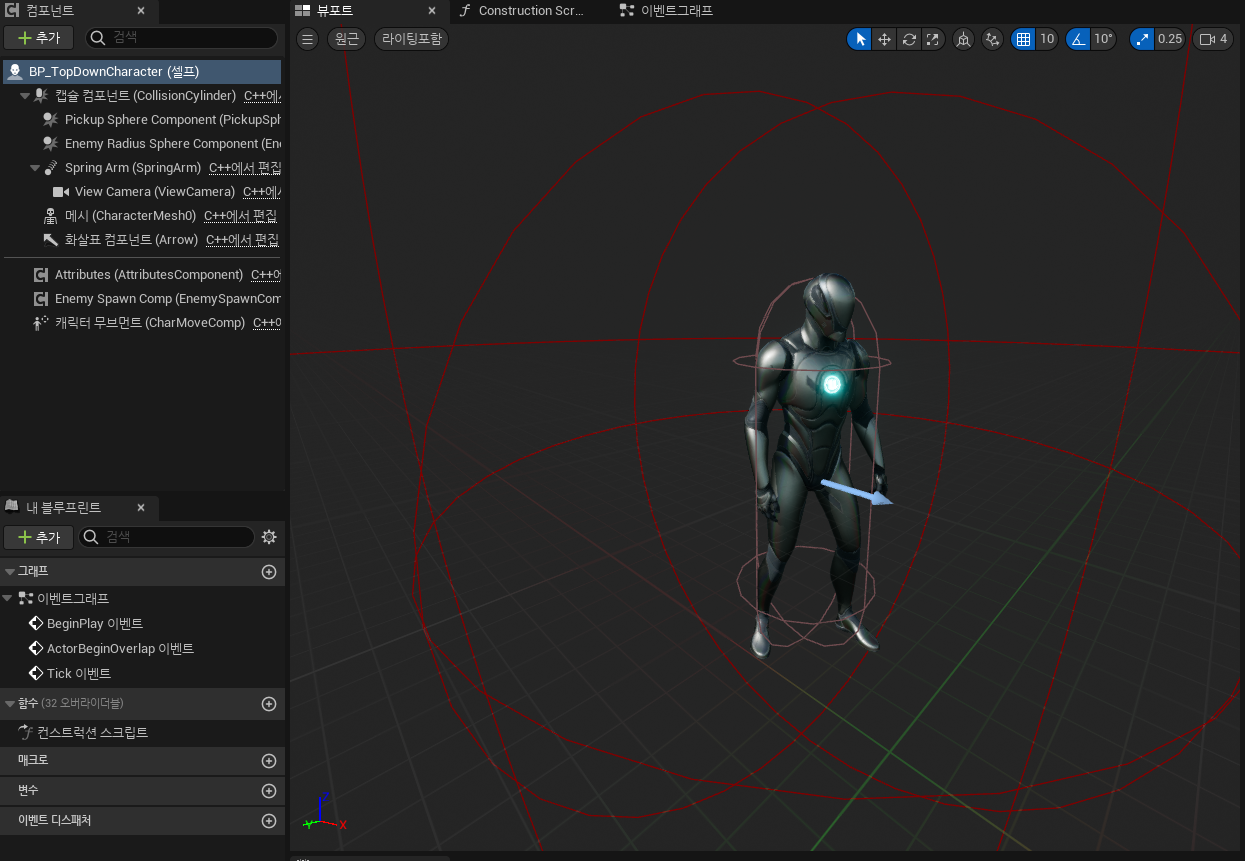 컴포넌트
+ 추가
검색
BP_TopDownCharacter (셀프)
캡슐 컴포넌트 (CollisionCylinder) C++에서
Pickup Sphere Component (PickupSph
Enemy Radius Sphere Component (Ene
Spring Arm (SpringArm) C++에서 편집
View Camera (ViewCamera) C++에서
메시 (CharacterMesh0) C++에서 편집
화살표 컴포넌트 (Arrow) C++에서 편집
Attributes (AttributesComponent) C++에
Enemy Spawn Comp (EnemySpawnCom
캐릭터 무브먼트 (CharMoveComp) C++에
내 블루프린트
+ 추가
검색
그래프
이벤트그래프
BeginPlay 이벤트
ActorBeginOverlap 이벤트
Tick 이벤트
함수 (32 오버라이더블)
컨스트럭션 스크립트
매크로
변수
이벤트 디스패처
뷰포트
Construction Scr...
이벤트그래프
원근
라이팅포함
10
10°
0.25
4
Z
Y
X